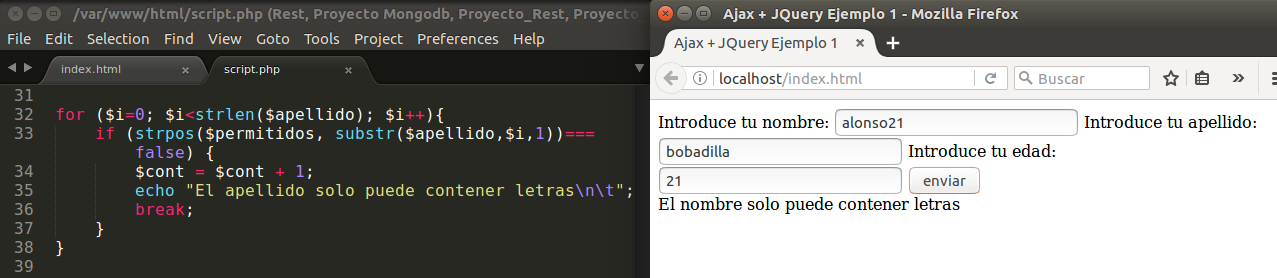 /var/www/html/script.php (Rest, Proyecto Mongodb, Proyecto_Rest, Proyecto
File Edit Selection Find View Goto Tools Project Preferences Help
index.html × script.php ×
31
32 for ($i=0; $i<strlen($apellido); $i++){
33 if (strpos($permitidos, substr($apellido,$i,1))===
false) {
34 $cont = $cont + 1;
35 echo "El apellido solo puede contener letras\n\t";
36 break;
37 }
38 }
39
Ajax + JQuery Ejemplo 1 - Mozilla Firefox
Ajax + JQuery Ejemplo 1 × +
localhost/index.html Buscar »
Introduce tu nombre: alonso21 Introduce tu apellido:
bobadilla Introduce tu edad:
21 enviar
El nombre solo puede contener letras